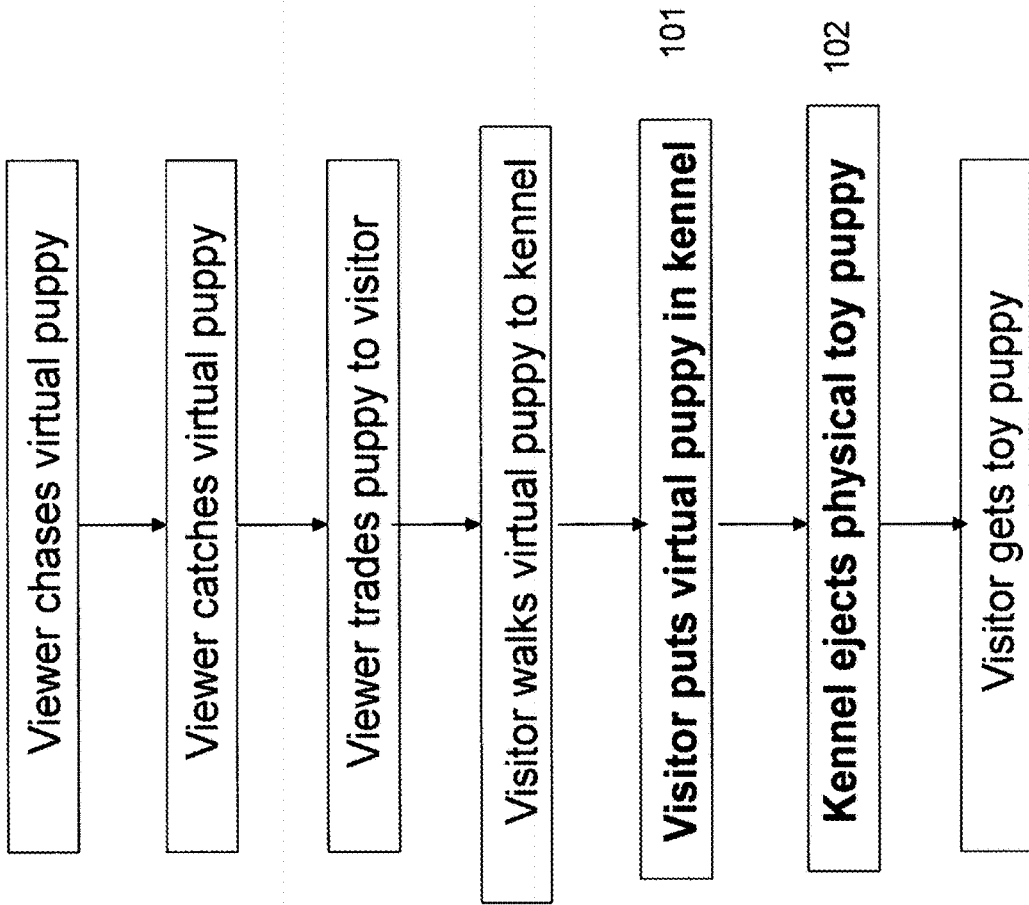 Viewer chases virtual puppy
Viewer catches virtual puppy
Viewer trades puppy to visitor
Visitor walks virtual puppy to kennel
Visitor puts virtual puppy in kennel
101
Kennel ejects physical toy puppy
102
Visitor gets toy puppy